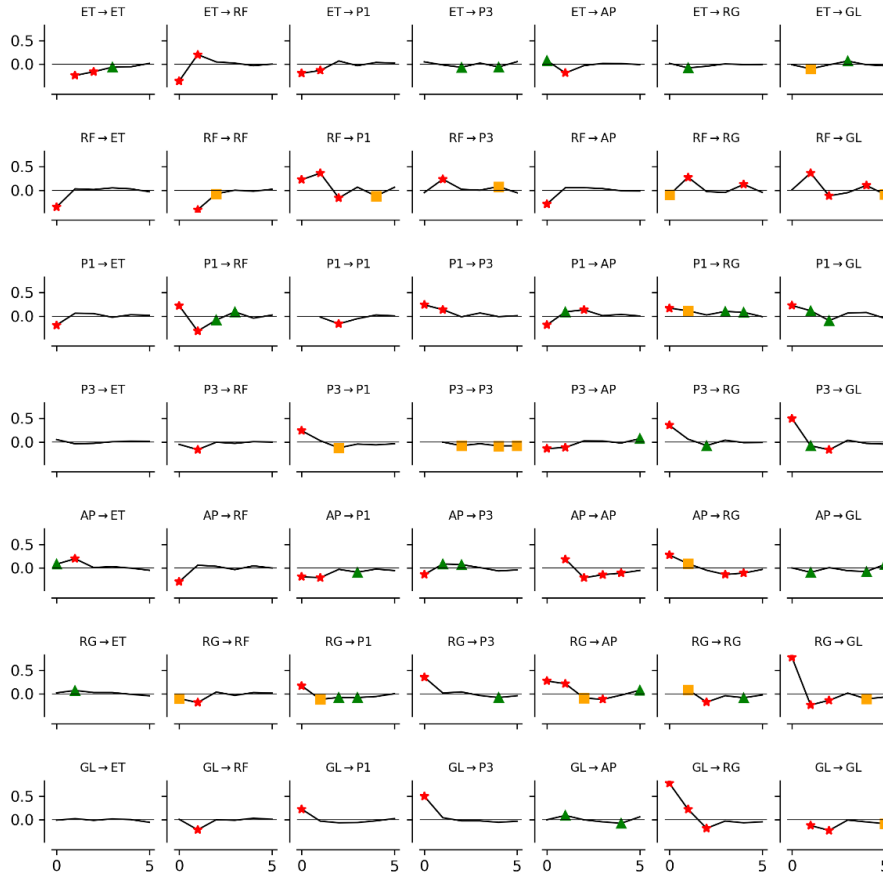 ET→ET ET→RF ET→P1 ET→P3 ET→AP ET→RG ET→GL
0.5
0.0
RF→ET RF→RF RF→P1 RF→P3 RF→AP RF→RG RF→GL
0.5
0.0
P1→ET P1→RF P1→P1 P1→P3 P1→AP P1→RG P1→GL
0.5
0.0
P3→ET P3→RF P3→P1 P3→P3 P3→AP P3→RG P3→GL
0.5
0.0
AP→ET AP→RF AP→P1 AP→P3 AP→AP AP→RG AP→GL
0.5
0.0
RG→ET RG→RF RG→P1 RG→P3 RG→AP RG→RG RG→GL
0.5
0.0
GL→ET GL→RF GL→P1 GL→P3 GL→AP GL→RG GL→GL
0.5
0.0
0 5 0 5 0 5 0 5 0 5 0 5 0 5